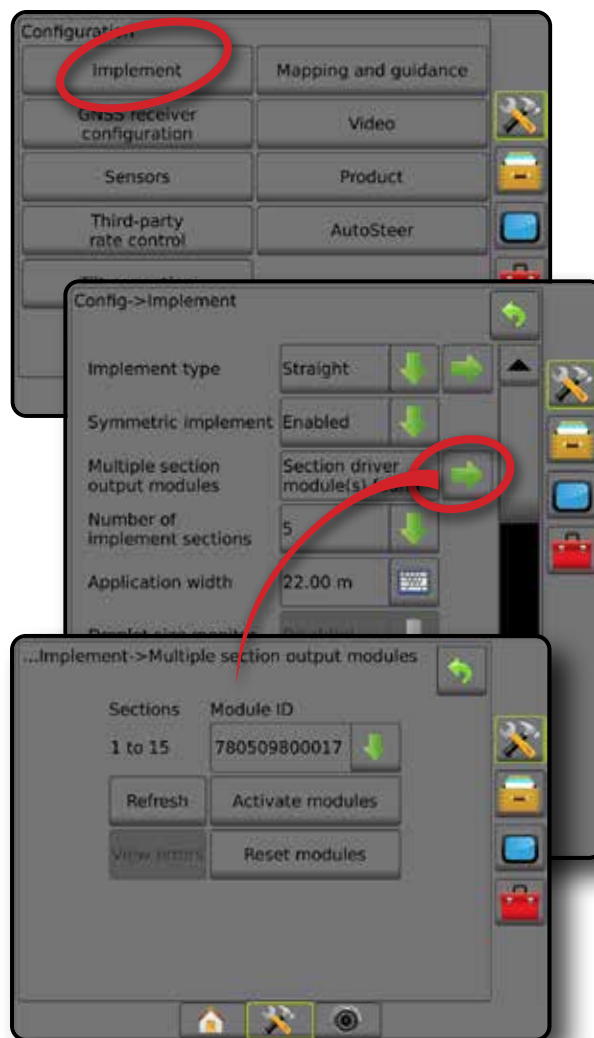 Configuration
Implement
Mapping and guidance
GNSS receiver
configuration
Video
Sensors
Product
Third-party
rate control
AutoSteer
Config->Implement
Implement type
Straight
Symmetric implement
Enabled
Multiple section
output modules
Section driver
module(s)
Number of
implement sections
5
Application width
22.00 m
Droplet size monitor
...Implement->Multiple section output modules
Sections
Module ID
1 to 15
780509800017
Refresh
Activate modules
View errors
Reset modules